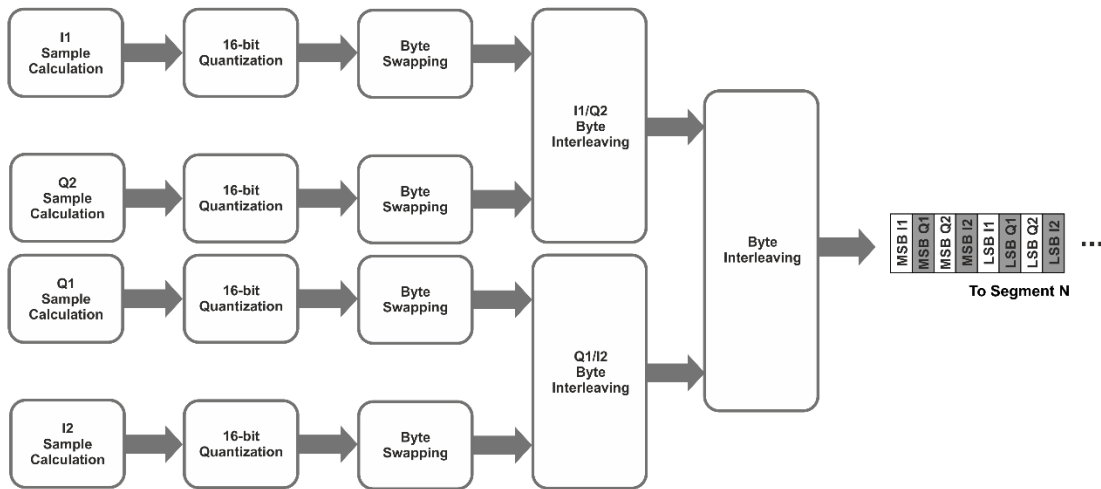 I1
Sample
Calculation
16-bit
Quantization
Byte
Swapping
I1/Q2
Byte
Interleaving
Q2
Sample
Calculation
16-bit
Quantization
Byte
Swapping
Q1
Sample
Calculation
16-bit
Quantization
Byte
Swapping
Q1/I2
Byte
Interleaving
I2
Sample
Calculation
16-bit
Quantization
Byte
Swapping
Byte
Interleaving
MSB I1
MSB Q1
MSB Q2
MSB I2
LSB I1
LSB Q1
LSB Q2
LSB I2
...
To Segment N